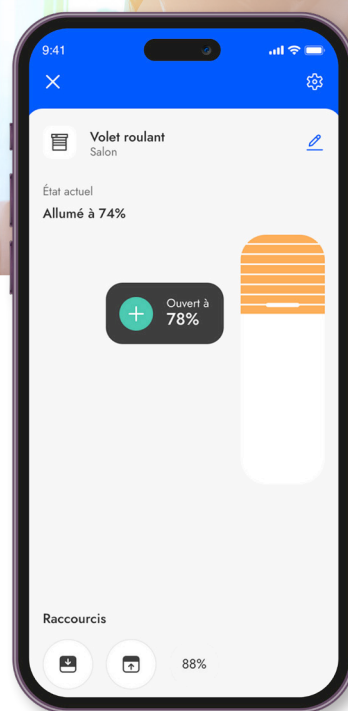 9:41
Volet roulant
Salon
État actuel
Allumé à 74%
Ouvert à
78%
Raccourcis
88%